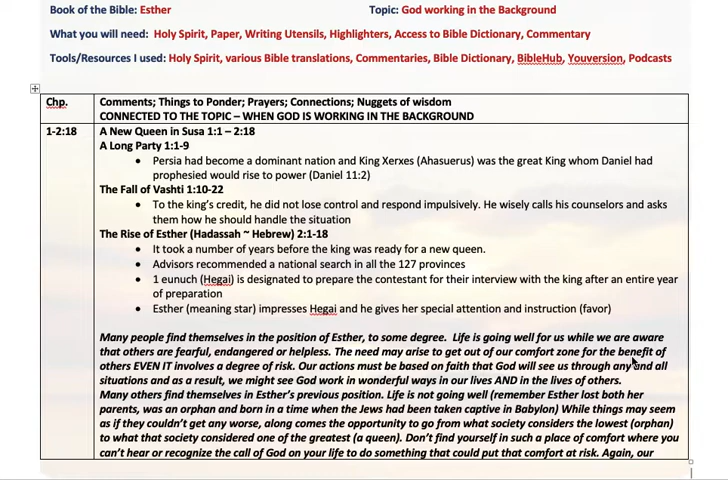 Book of the Bible: Esther Topic: God working in the Background
What you will need: Holy Spirit, Paper, Writing Utensils, Highlighters, Access to Bible Dictionary, Commentary
Tools/Resources I used: Holy Spirit, various Bible translations, Commentaries, Bible Dictionary, BibleHub, Youversion, Podcasts
Chp. Comments; Things to Ponder; Prayers; Connections; Nuggets of wisdom
CONNECTED TO THE TOPIC – WHEN GOD IS WORKING IN THE BACKGROUND
1-2:18 A New Queen in Susa 1:1 – 2:18
A Long Party 1:1-9
• Persia had become a dominant nation and King Xerxes (Ahasuerus) was the great King whom Daniel had
prophesied would rise to power (Daniel 11:2)
The Fall of Vashti 1:10-22
• To the king's credit, he did not lose control and respond impulsively. He wisely calls his counselors and asks
them how he should handle the situation
The Rise of Esther (Hadassah ~ Hebrew) 2:1-18
• It took a number of years before the king was ready for a new queen.
• Advisors recommended a national search in all the 127 provinces
• 1 eunuch (Hegai) is designated to prepare the contestant for their interview with the king after an entire year
of preparation
• Esther (meaning star) impresses Hegai and he gives her special attention and instruction (favor)
Many people find themselves in the position of Esther, to some degree. Life is going well for us while we are aware
that others are fearful, endangered or helpless. The need may arise to get out of our comfort zone for the benefit of
others EVEN IT involves a degree of risk. Our actions must be based on faith that God will see us through any and all
situations and as a result, we might see God work in wonderful ways in our lives AND in the lives of others.
Many others find themselves in Esther's previous position. Life is not going well (remember Esther lost both her
parents, was an orphan and born in a time when the Jews had been taken captive in Babylon) While things may seem
as if they couldn't get any worse, along comes the opportunity to go from what society considers the lowest (orphan)
to what that society considered one of the greatest (a queen). Don't find yourself in such a place of comfort where you
can't hear or recognize the call of God on your life to do something that could put that comfort at risk. Again, our